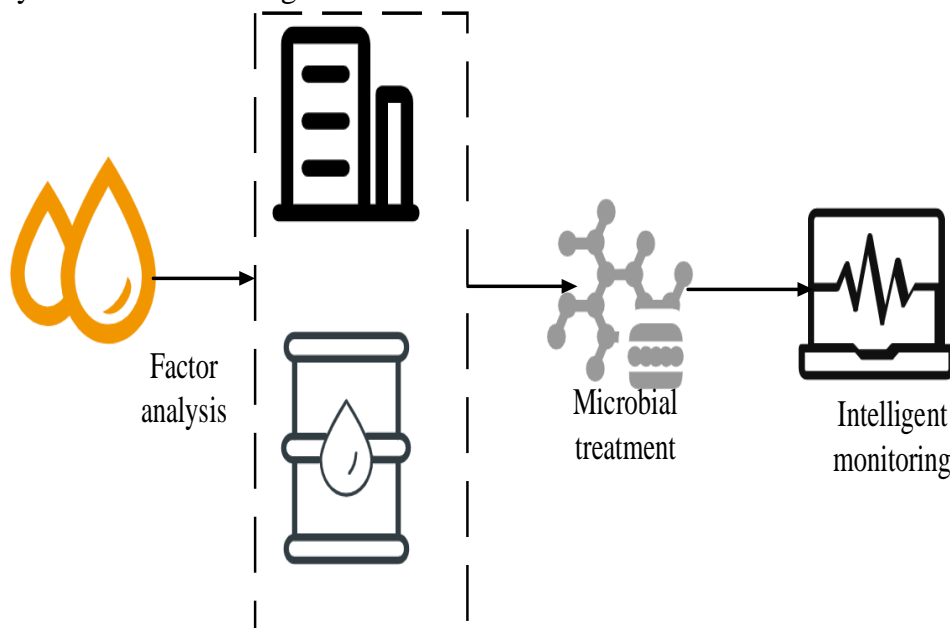 Factor
analysis
Microbial
treatment
Intelligent
monitoring